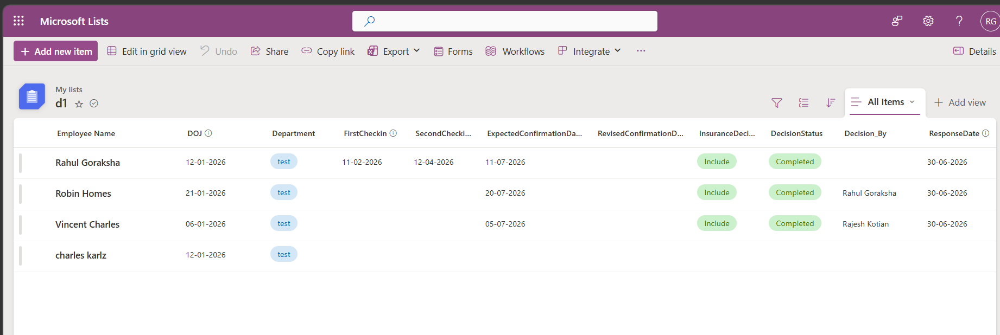 Microsoft Lists
RG
Add new item Edit in grid view Undo Share Copy link Export Forms Workflows Integrate ... Details
My lists
d1
All Items Add view
Employee Name DOJ Department FirstCheckin SecondChecki... ExpectedConfirmationDa... RevisedConfirmationD... InsuranceDeci... DecisionStatus Decision_By ResponseDate
Rahul Goraksha 12-01-2026 test 11-02-2026 12-04-2026 11-07-2026 Include Completed 30-06-2026
Robin Homes 21-01-2026 test 20-07-2026 Include Completed Rahul Goraksha 30-06-2026
Vincent Charles 06-01-2026 test 05-07-2026 Include Completed Rajesh Kotian 30-06-2026
charles karlz 12-01-2026 test